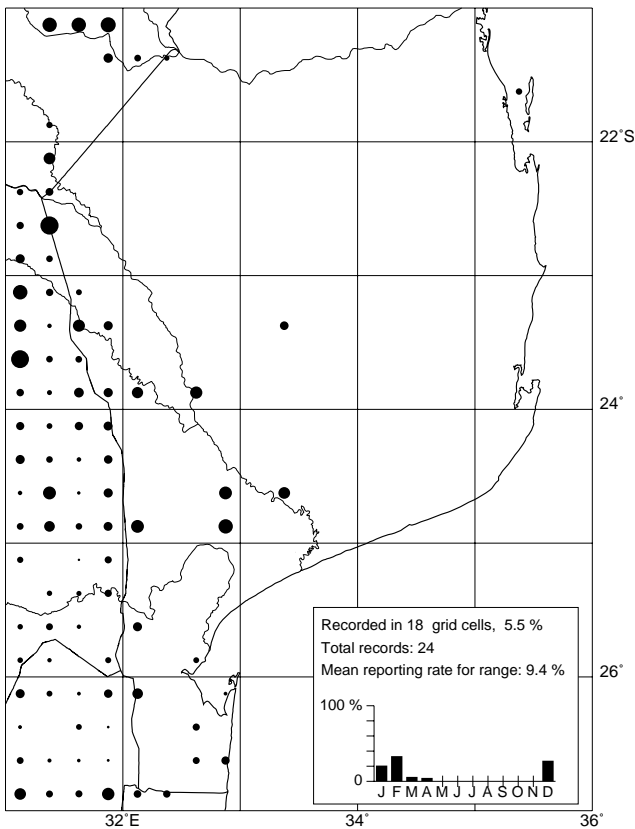 22˚S
24˚
Recorded in 18 grid cells, 5.5 %
Total records: 24
Mean reporting rate for range: 9.4 %
26˚
100 %
0
J F M A M J J A S O N D
32˚E
34˚
36˚